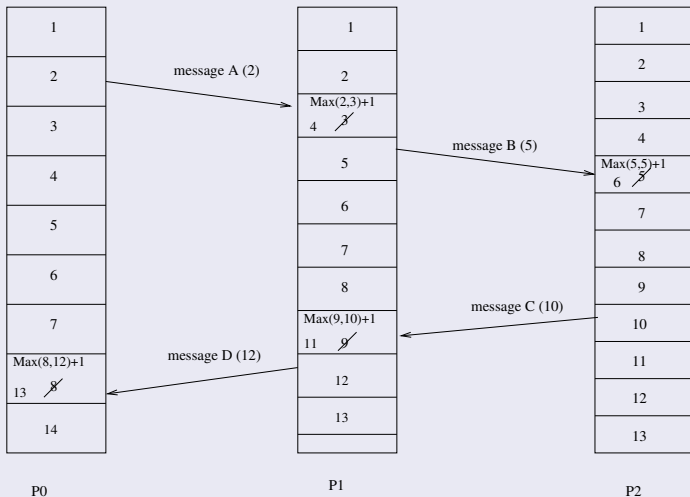 1
2
3
4
5
6
7
Max(8,12)+1
13 8
14
P0
message A (2)
message D (12)
1
2
Max(2,3)+1
4 3
5
6
7
8
Max(9,10)+1
11 9
12
13
P1
message B (5)
message C (10)
1
2
3
4
Max(5,5)+1
6 5
7
8
9
10
11
12
13
P2